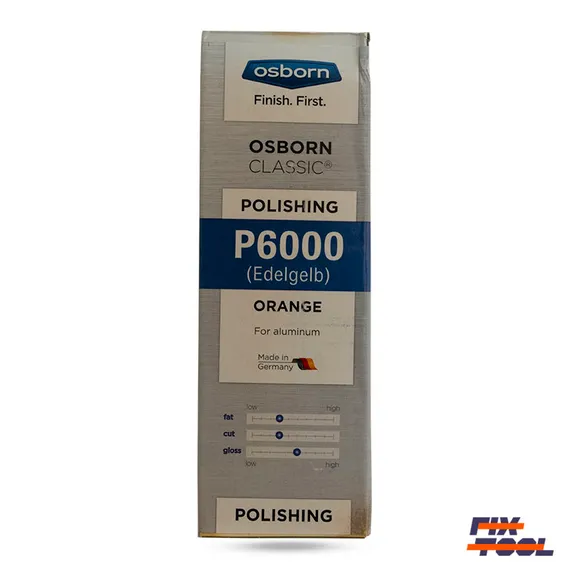 osborn
Finish. First.
OSBORN
CLASSIC®
POLISHING
P6000
(Edelgelb)
ORANGE
For aluminum
Made in
Germany
low high
fat
cut
gloss
low high
POLISHING
FIX
TOOL